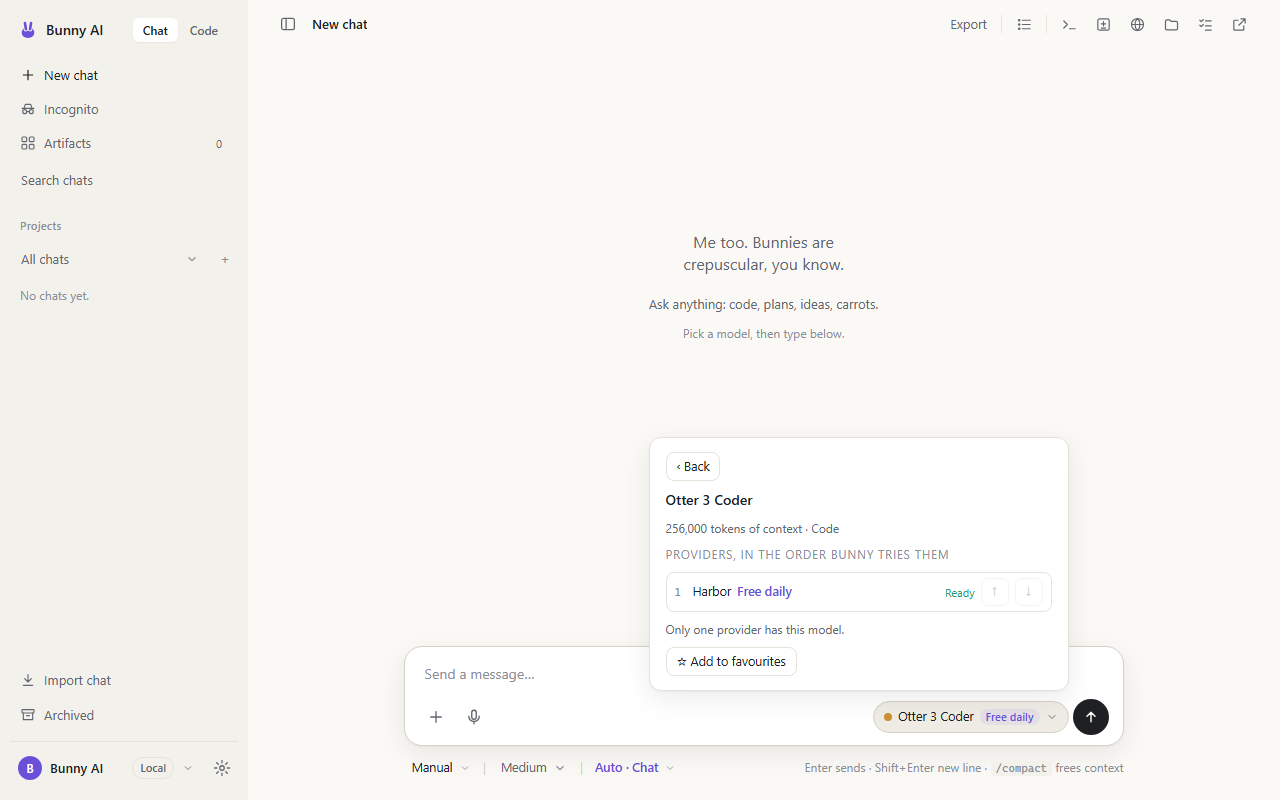 Bunny AI
Chat
Code
New chat
Incognito
Artifacts
0
Search chats
Projects
All chats
+
No chats yet.
Import chat
Archived
B
Bunny AI
Local
New chat
Export
Me too. Bunnies are
crepuscular, you know.
Ask anything: code, plans, ideas, carrots.
Pick a model, then type below.
‹ Back
Otter 3 Coder
256,000 tokens of context · Code
PROVIDERS, IN THE ORDER BUNNY TRIES THEM
1 Harbor Free daily Ready ↑ ↓
Only one provider has this model.
☆ Add to favourites
Send a message...
Otter 3 Coder Free daily
Manual
Medium
Auto · Chat
Enter sends · Shift+Enter new line · /compact frees context